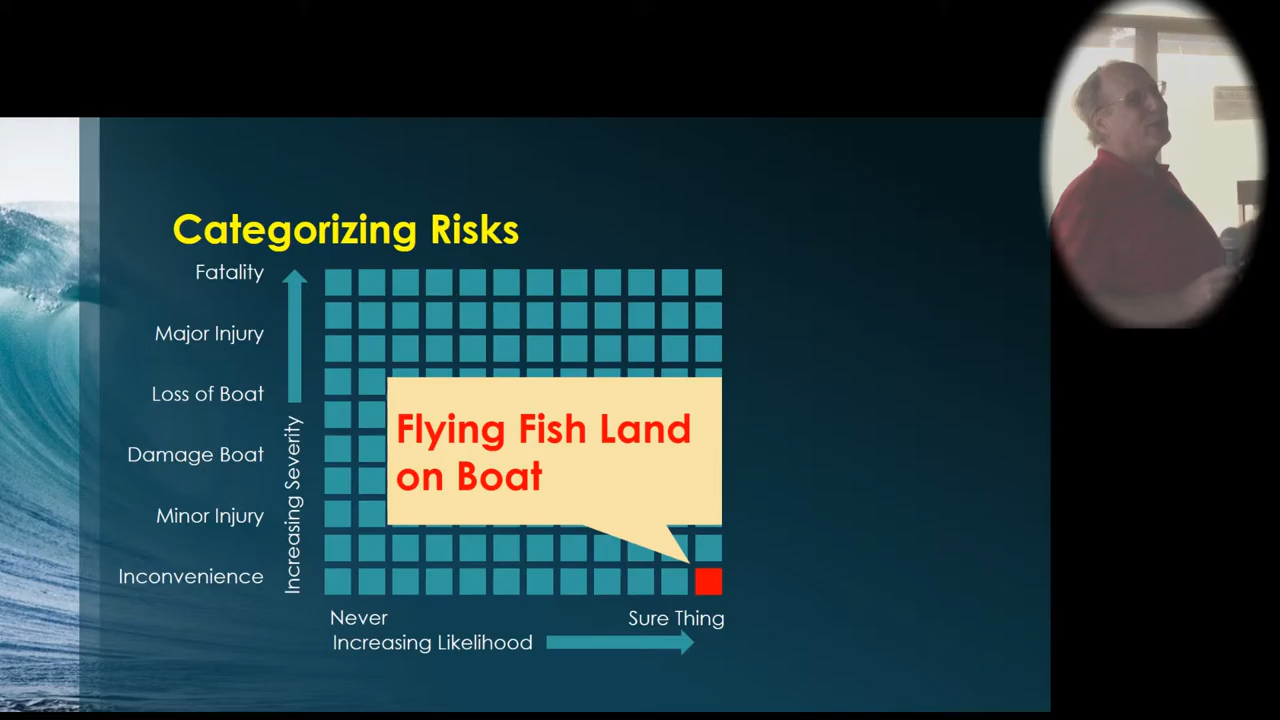 Categorizing Risks
Fatality
Major Injury
Loss of Boat
Damage Boat
Minor Injury
Inconvenience
Increasing Severity
Flying Fish Land
on Boat
Never
Sure Thing
Increasing Likelihood